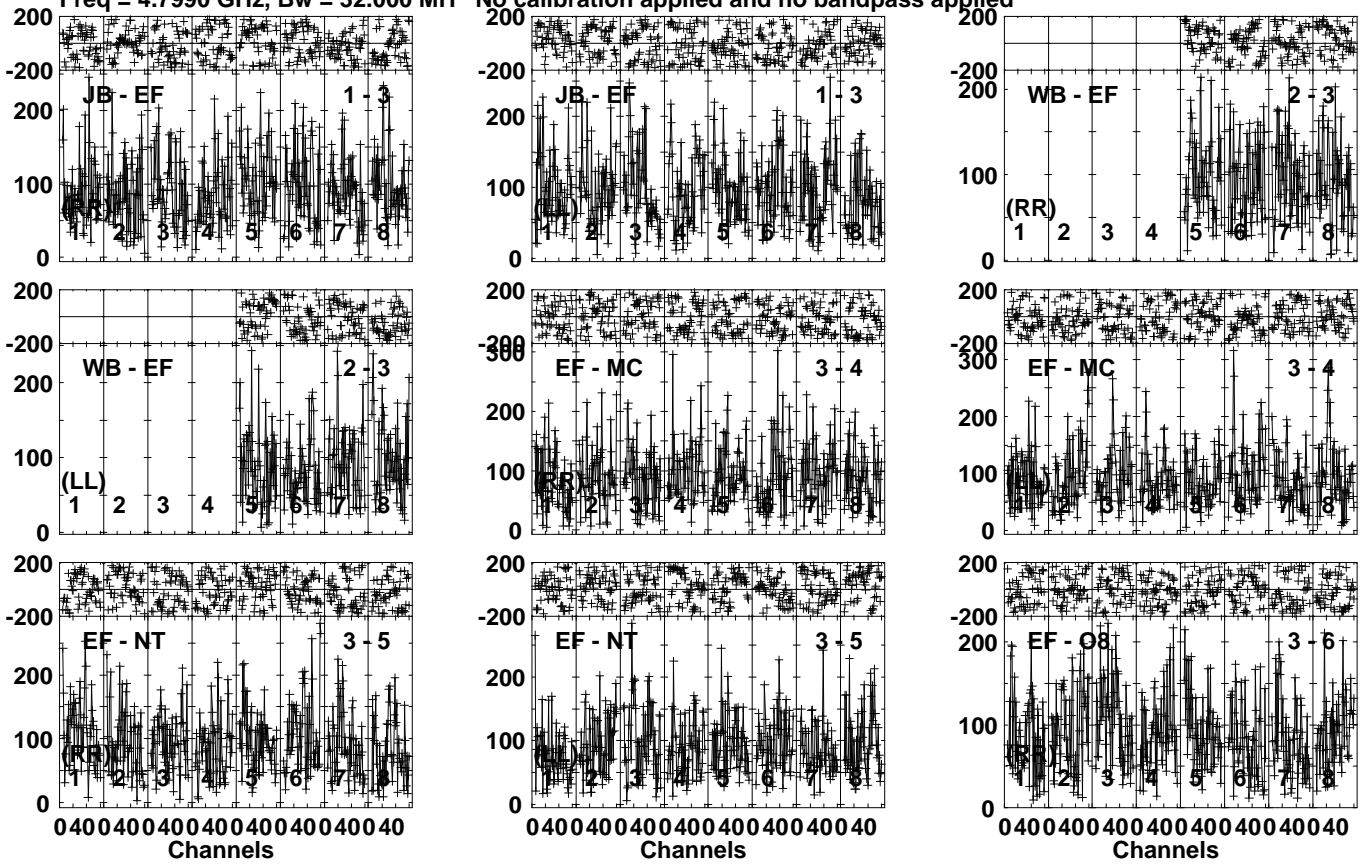 Freq = 4.7990 GHz, Bw = 32.000 MH No calibration applied and no bandpass applied
200 200 200
-200 -200
JB - EF 1 - 3 JB - EF 1 - 3 WB - EF 2 - 3
200 200 200
100 100 100
(RR) (LL) (RR)
1 2 3 4 5 6 7 8 1 2 3 4 5 6 7 8 1 2 3 4 5 6 7 8
0 0 0
200 200 200
-200 -200 -200
300 300
WB - EF 2 - 3 EF - MC 3 - 4 EF - MC 3 - 4
200 200 200
100 100 100
(LL) (RR) (LL)
1 2 3 4 5 6 7 8 1 2 3 4 5 6 7 8 1 2 3 4 5 6 7 8
0 0 0
200 200 200
-200 -200
EF - NT 3 - 5 EF - NT 3 - 5 EF - O8 3 - 6
200 200 200
100 100 100
(RR) (LL) (RR)
1 2 3 4 5 6 7 8 1 2 3 4 5 6 7 8 1 2 3 4 5 6 7 8
0 0 0
0 40 0 40 0 40 0 40 0 40 0 40 0 40 0 40 0 40 0 40 0 40 0 40 0 40 0 40 0 40 0 40 0 40 0 40 0 40 0 40 0 40 0 40 0 40 0 40
Channels Channels Channels